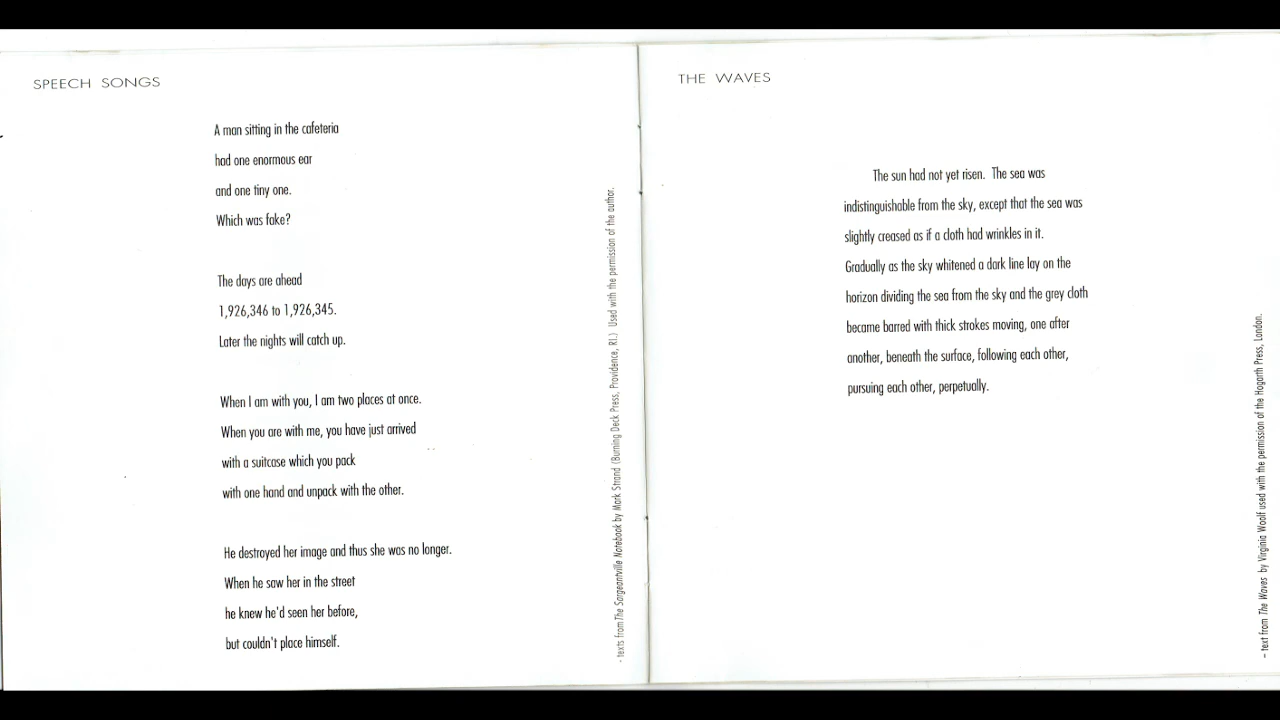 SPEECH SONGS
A man sitting in the cafeteria
had one enormous ear
and one tiny one.
Which was fake?
The days are ahead
1,926,346 to 1,926,345.
Later the nights will catch up.
When I am with you, I am two places at once.
When you are with me, you have just arrived
with a suitcase which you pack
with one hand and unpack with the other.
He destroyed her image and thus she was no longer.
When he saw her in the street
he knew he'd seen her before,
but couldn't place himself.
– texts from The Sargeantville Notebook by Mark Strand (Burning Deck Press, Providence, RI.) Used with the permission of the author.
THE WAVES
The sun had not yet risen. The sea was
indistinguishable from the sky, except that the sea was
slightly creased as if a cloth had wrinkles in it.
Gradually as the sky whitened a dark line lay on the
horizon dividing the sea from the sky and the grey cloth
became barred with thick strokes moving, one after
another, beneath the surface, following each other,
pursuing each other, perpetually.
– text from The Waves by Virginia Woolf used with the permission of the Hogarth Press, London.